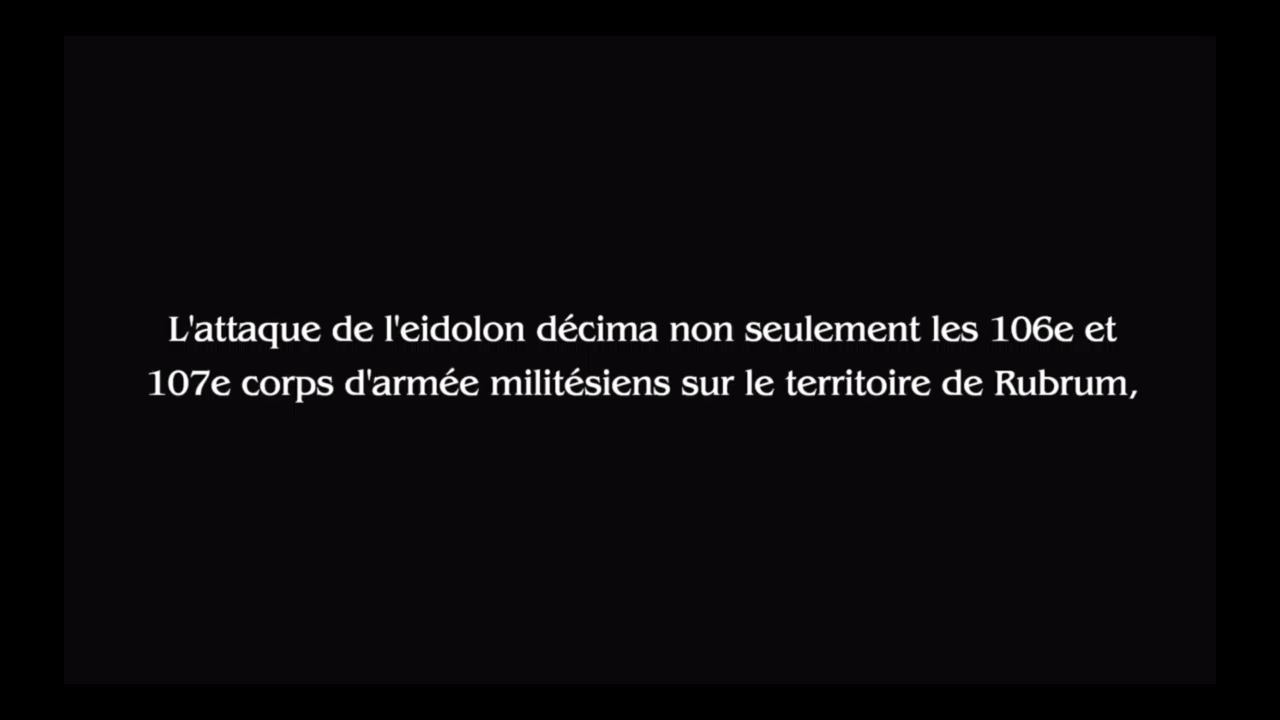 L'attaque de l'eidolon décima non seulement les 106e et
107e corps d'armée militésiens sur le territoire de Rubrum,